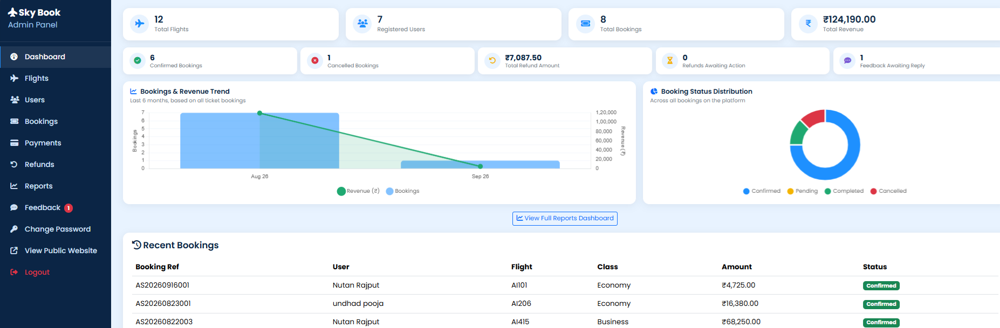 Sky Book
Admin Panel
Dashboard
Flights
Users
Bookings
Payments
Refunds
Reports
Feedback 1
Change Password
View Public Website
Logout
12
Total Flights
7
Registered Users
8
Total Bookings
₹124,190.00
Total Revenue
6
Confirmed Bookings
1
Cancelled Bookings
₹7,087.50
Total Refund Amount
0
Refunds Awaiting Action
1
Feedback Awaiting Reply
Bookings & Revenue Trend
Last 6 months, based on all ticket bookings
Bookings
7
6
5
4
3
2
1
0
1,20,000
1,00,000
80,000
60,000
40,000
20,000
0
Revenue (₹)
Aug 26 Sep 26
Revenue (₹) Bookings
Booking Status Distribution
Across all bookings on the platform
Confirmed Pending Completed Cancelled
View Full Reports Dashboard
Recent Bookings
Booking Ref User Flight Class Amount Status
AS20260916001 Nutan Rajput AI101 Economy ₹4,725.00 Confirmed
AS20260823001 undhad pooja AI206 Economy ₹16,380.00 Confirmed
AS20260822003 Nutan Rajput AI415 Business ₹68,250.00 Confirmed